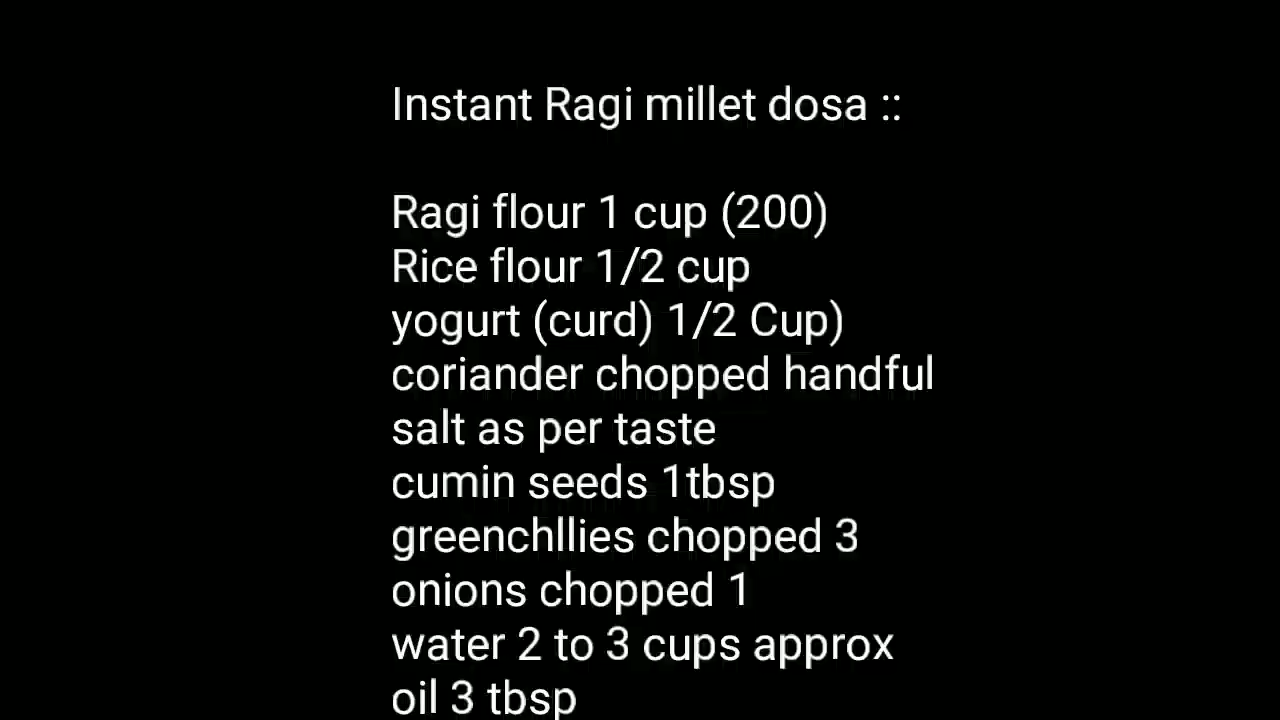 Instant Ragi millet dosa ::
Ragi flour 1 cup (200)
Rice flour 1/2 cup
yogurt (curd) 1/2 Cup)
coriander chopped handful
salt as per taste
cumin seeds 1tbsp
greenchllies chopped 3
onions chopped 1
water 2 to 3 cups approx
oil 3 tbsp